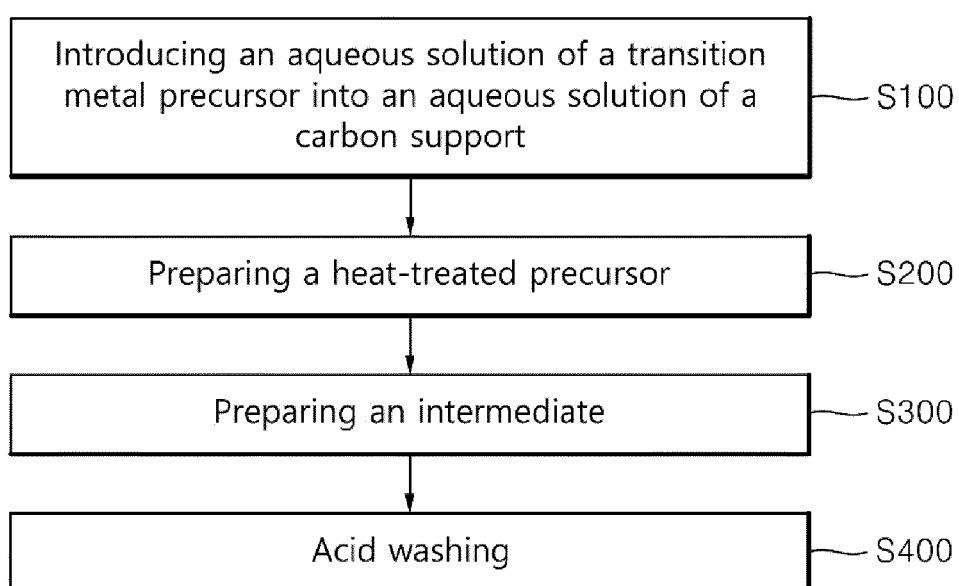 Introducing an aqueous solution of a transition
metal precursor into an aqueous solution of a
carbon support
S100
Preparing a heat-treated precursor
S200
Preparing an intermediate
S300
Acid washing
S400